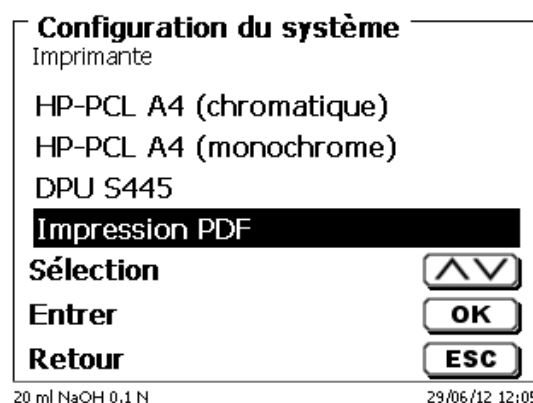 Configuration du système
Imprimante
HP-PCL A4 (chromatique)
HP-PCL A4 (monochrome)
DPU S445
Impression PDF
Sélection
Entrer OK
Retour ESC
20 ml NaOH 0.1 N 29/06/12 12:05